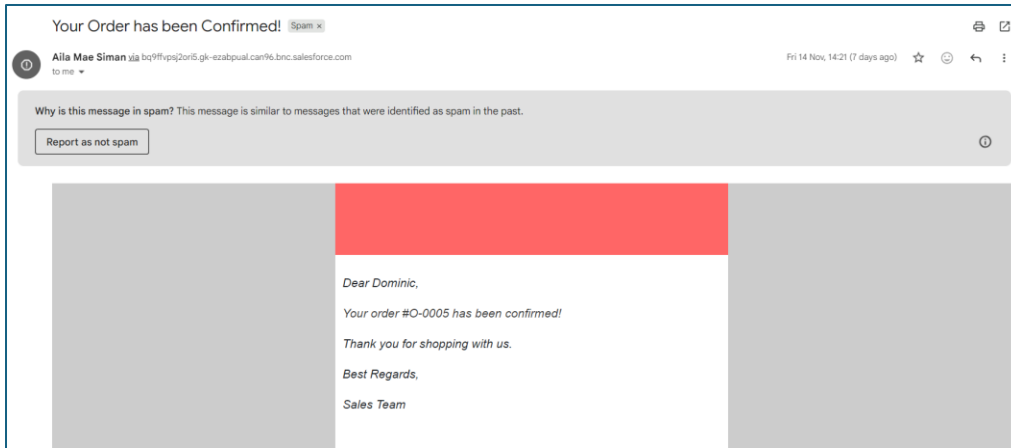 Your Order has been Confirmed! Spam ×
Aila Mae Siman via bq9ffvpsj2ori5.gk-ezabpual.can96.bnc.salesforce.com
Fri 14 Nov, 14:21 (7 days ago)
to me
Why is this message in spam? This message is similar to messages that were identified as spam in the past.
Report as not spam
Dear Dominic,
Your order #O-0005 has been confirmed!
Thank you for shopping with us.
Best Regards,
Sales Team